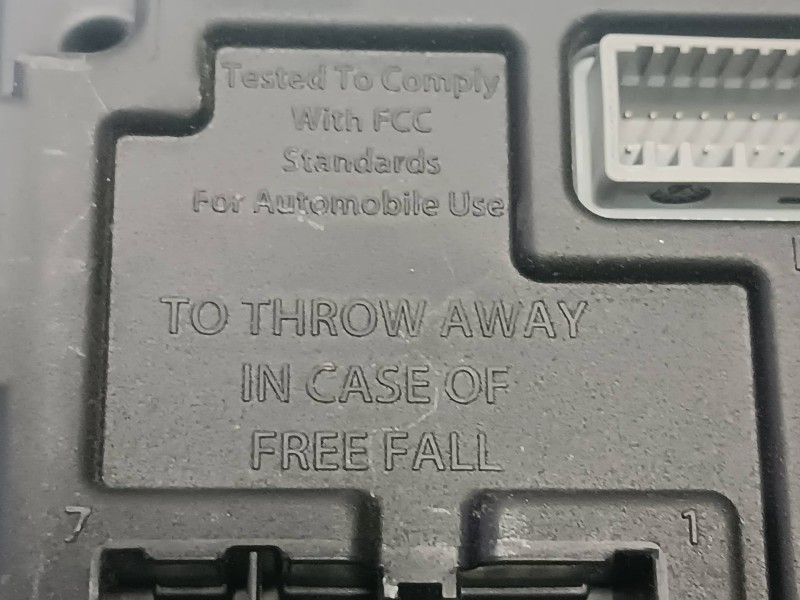 Tested To Comply
With FCC
Standards
For Automobile Use
TO THROW AWAY
IN CASE OF
FREE FALL
7 1